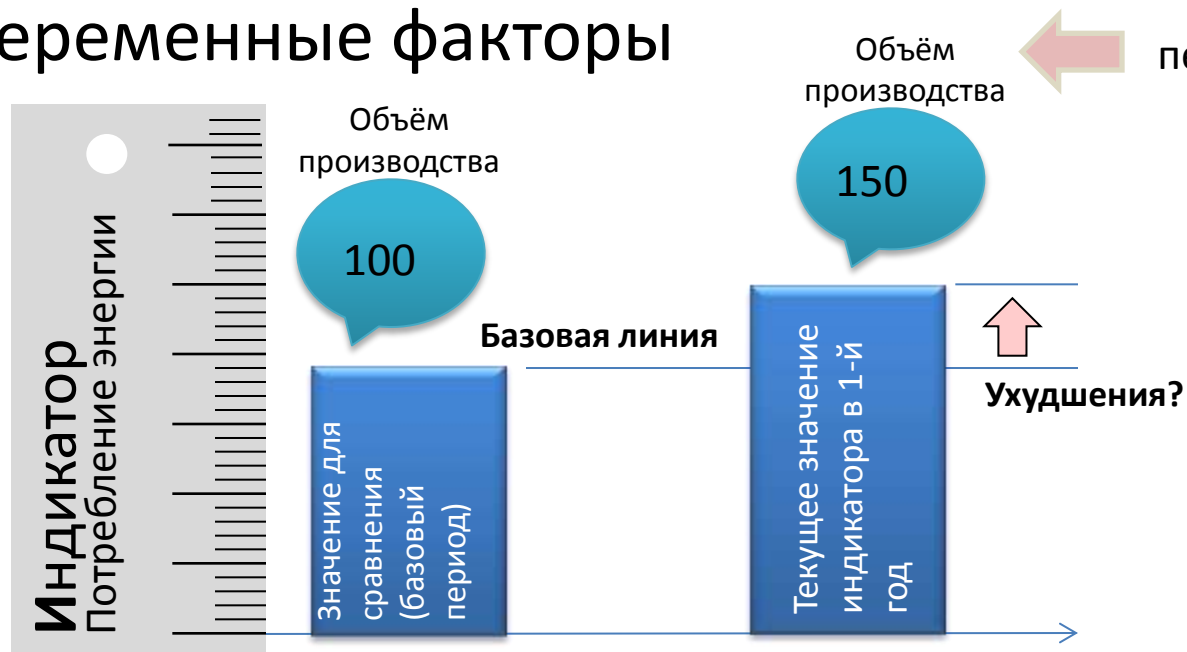 еременные факторы
Объём
производства
по
Объём
производства
150
100
Индикатор
Потребление энергии
Базовая линия
Ухудшения?
Значение для
сравнения
(базовый
период)
Текущее значение
индикатора в 1-й
год